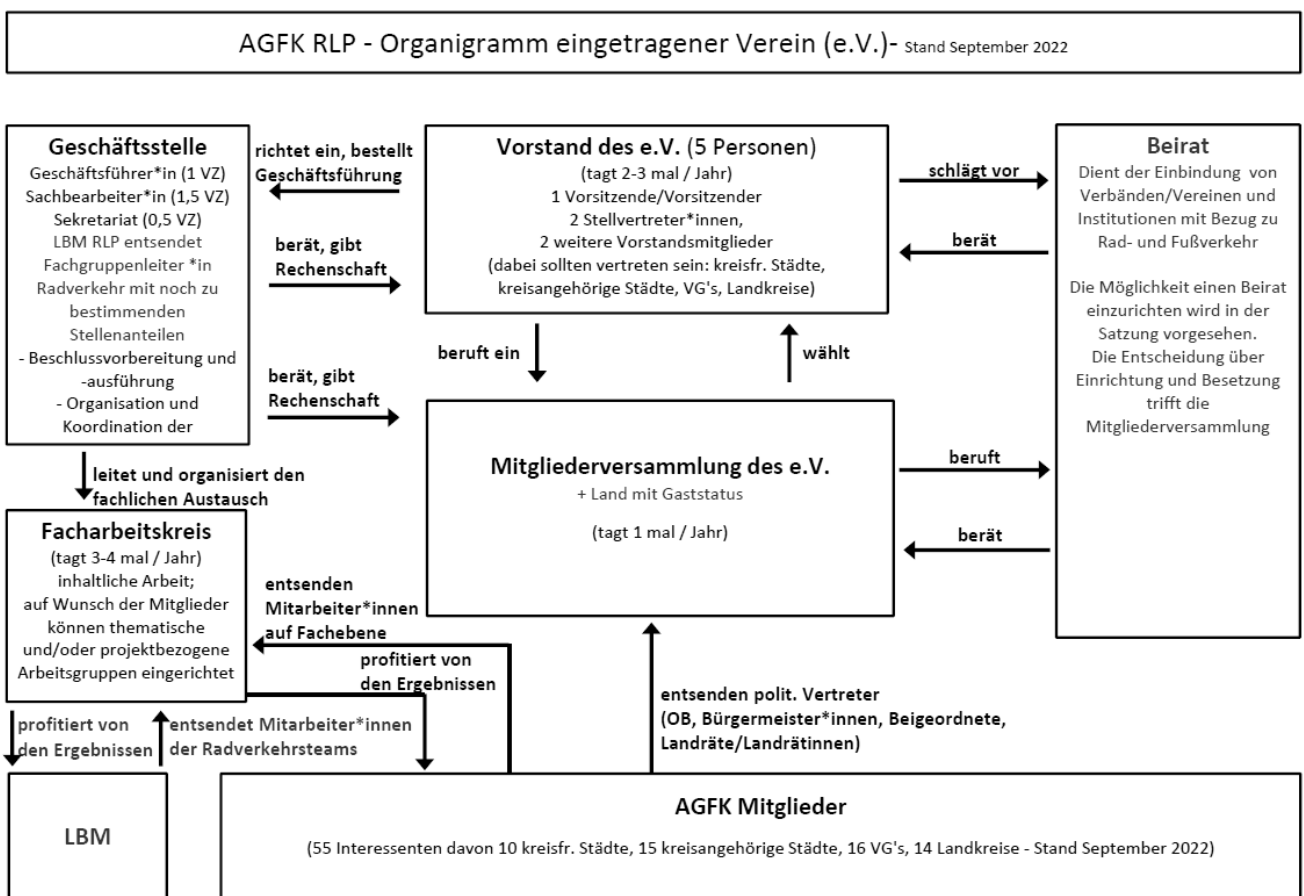 AGFK RLP - Organigramm eingetragener Verein (e.V.)- Stand September 2022
Geschäftsstelle
Geschäftsführer*in (1 VZ)
Sachbearbeiter*in (1,5 VZ)
Sekretariat (0,5 VZ)
LBM RLP entsendet
Fachgruppenleiter *in
Radverkehr mit noch zu
bestimmenden
Stellenanteilen
- Beschlussvorbereitung und
-ausführung
- Organisation und
Koordination der
richtet ein, bestellt
Geschäftsführung
berät, gibt
Rechenschaft
berät, gibt
Rechenschaft
Vorstand des e.V. (5 Personen)
(tagt 2-3 mal / Jahr)
1 Vorsitzende/Vorsitzender
2 Stellvertreter*innen,
2 weitere Vorstandsmitglieder
(dabei sollten vertreten sein: kreisfr. Städte,
kreisangehörige Städte, VG's, Landkreise)
schlägt vor
berät
Beirat
Dient der Einbindung von
Verbänden/Vereinen und
Institutionen mit Bezug zu
Rad- und Fußverkehr
Die Möglichkeit einen Beirat
einzurichten wird in der
Satzung vorgesehen.
Die Entscheidung über
Einrichtung und Besetzung
trifft die
Mitgliederversammlung
beruft ein
wählt
Mitgliederversammlung des e.V.
+ Land mit Gaststatus
(tagt 1 mal / Jahr)
beruft
berät
leitet und organisiert den
fachlichen Austausch
Facharbeitskreis
(tagt 3-4 mal / Jahr)
inhaltliche Arbeit;
auf Wunsch der Mitglieder
können thematische
und/oder projektbezogene
Arbeitsgruppen eingerichtet
entsenden
Mitarbeiter*innen
auf Fachebene
profitiert von
den Ergebnissen
entsenden polit. Vertreter
(OB, Bürgermeister*innen, Beigeordnete,
Landräte/Landrätinnen)
profitiert von
den Ergebnissen
entsendet Mitarbeiter*innen
der Radverkehrsteams
LBM
AGFK Mitglieder
(55 Interessenten davon 10 kreisfr. Städte, 15 kreisangehörige Städte, 16 VG's, 14 Landkreise - Stand September 2022)